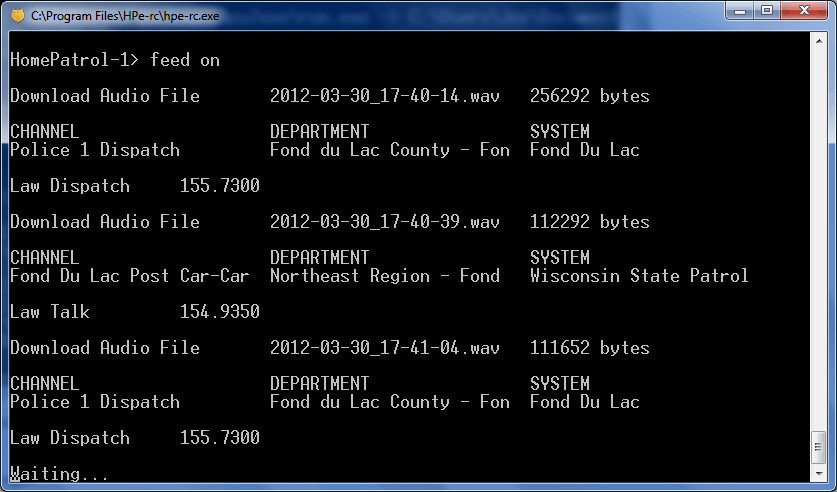 C:\Program Files\HPe-rc\hpe-rc.exe
HomePatrol-1> feed on
Download Audio File 2012-03-30_17-40-14.wav 256292 bytes
CHANNEL DEPARTMENT SYSTEM
Police 1 Dispatch Fond du Lac County - Fon Fond Du Lac
Law Dispatch 155.7300
Download Audio File 2012-03-30_17-40-39.wav 112292 bytes
CHANNEL DEPARTMENT SYSTEM
Fond Du Lac Post Car-Car Northeast Region - Fond Wisconsin State Patrol
Law Talk 154.9350
Download Audio File 2012-03-30_17-41-04.wav 111652 bytes
CHANNEL DEPARTMENT SYSTEM
Police 1 Dispatch Fond du Lac County - Fon Fond Du Lac
Law Dispatch 155.7300
Waiting...